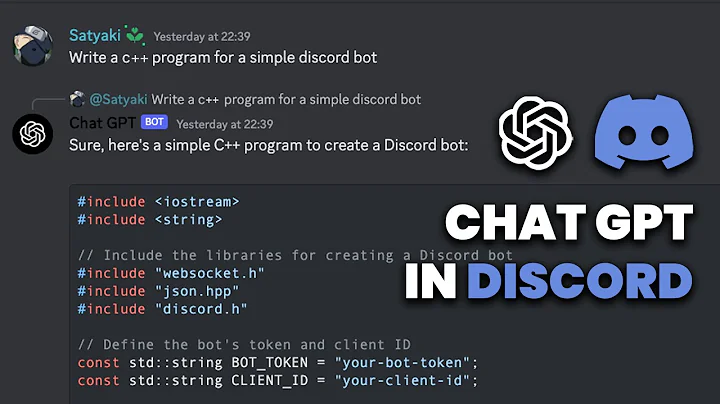 Satyaki Yesterday at 22:39
Write a c++ program for a simple discord bot
@Satyaki Write a c++ program for a simple discord bot
Chat GPT BOT Yesterday at 22:39
Sure, here's a simple C++ program to create a Discord bot:
#include <iostream>
#include <string>
// Include the libraries for creating a Discord bot
#include "websocket.h"
#include "json.hpp"
#include "discord.h"
// Define the bot's token and client ID
const std::string BOT_TOKEN = "your-bot-token";
const std::string CLIENT_ID = "your-client-id";
CHAT GPT
IN DISCORD